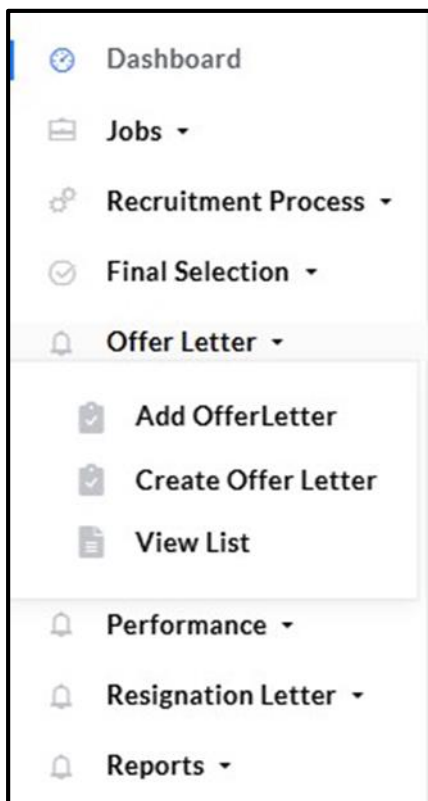 Dashboard
Jobs
Recruitment Process
Final Selection
Offer Letter
Add OfferLetter
Create Offer Letter
View List
Performance
Resignation Letter
Reports